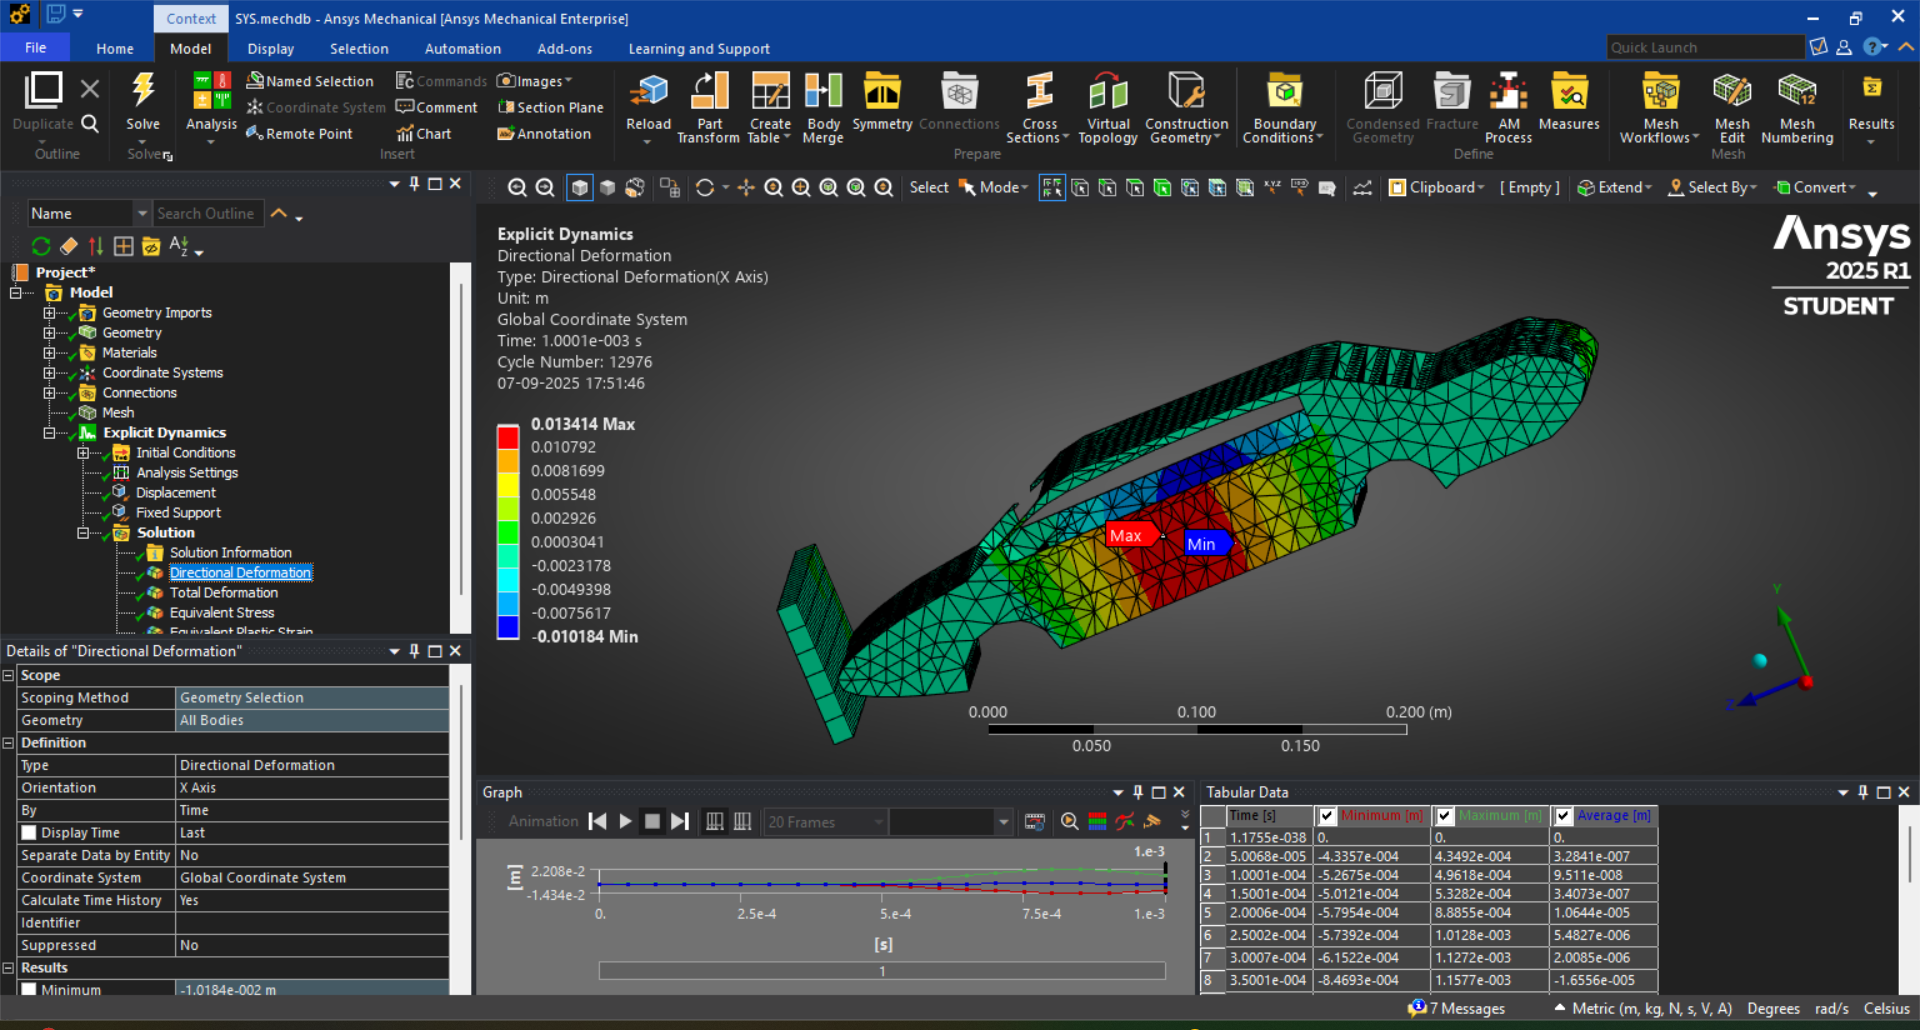 Context
SYS.mechdb - Ansys Mechanical [Ansys Mechanical Enterprise]
File
Home
Model
Display
Selection
Automation
Add-ons
Learning and Support
Quick Launch
Duplicate
Outline
Solve
Solver
Analysis
Named Selection
Coordinate System
Remote Point
Commands
Comment
Chart
Images
Section Plane
Annotation
Insert
Reload
Part
Transform
Create
Table
Body
Merge
Symmetry
Connections
Cross
Sections
Virtual
Topology
Construction
Geometry
Prepare
Boundary
Conditions
Condensed
Geometry
Fracture
AM
Process
Measures
Define
Mesh
Workflows
Mesh
Edit
Mesh
Numbering
Mesh
Results
Select
Mode
Clipboard
[ Empty ]
Extend
Select By
Convert
Name
Search Outline
Project*
Model
Geometry Imports
Geometry
Materials
Coordinate Systems
Connections
Mesh
Explicit Dynamics
Initial Conditions
Analysis Settings
Displacement
Fixed Support
Solution
Solution Information
Directional Deformation
Total Deformation
Equivalent Stress
Equivalent Plastic Strain
Details of "Directional Deformation"
Scope
Scoping Method Geometry Selection
Geometry All Bodies
Definition
Type Directional Deformation
Orientation X Axis
By Time
Display Time Last
Separate Data by Entity No
Coordinate System Global Coordinate System
Calculate Time History Yes
Identifier
Suppressed No
Results
Minimum -1.0184e-002 m
Explicit Dynamics
Directional Deformation
Type: Directional Deformation(X Axis)
Unit: m
Global Coordinate System
Time: 1.0001e-003 s
Cycle Number: 12976
07-09-2025 17:51:46
0.013414 Max
0.010792
0.0081699
0.005548
0.002926
0.0003041
-0.0023178
-0.0049398
-0.0075617
-0.010184 Min
Max
Min
Ansys
2025 R1
STUDENT
Y
Z
0.000 0.100 0.200 (m)
0.050 0.150
Graph
Animation
20 Frames
1.e-3
[m]
2.208e-2
-1.434e-2
0. 2.5e-4 5.e-4 7.5e-4 1.e-3
[s]
1
Tabular Data
Time [s] Minimum [m] Maximum [m] Average [m]
1 1.1755e-038 0. 0. 0.
2 5.0068e-005 -4.3357e-004 4.3492e-004 3.2841e-007
3 1.0001e-004 -5.2675e-004 4.9618e-004 9.511e-008
4 1.5001e-004 -5.0121e-004 5.3282e-004 3.4073e-007
5 2.0006e-004 -5.7954e-004 8.8855e-004 1.0644e-005
6 2.5002e-004 -5.7392e-004 1.0128e-003 5.4827e-006
7 3.0007e-004 -6.1522e-004 1.1272e-003 2.0085e-006
8 3.5001e-004 -8.4693e-004 1.1577e-003 -1.6556e-005
7 Messages
Metric (m, kg, N, s, V, A) Degrees rad/s Celsius